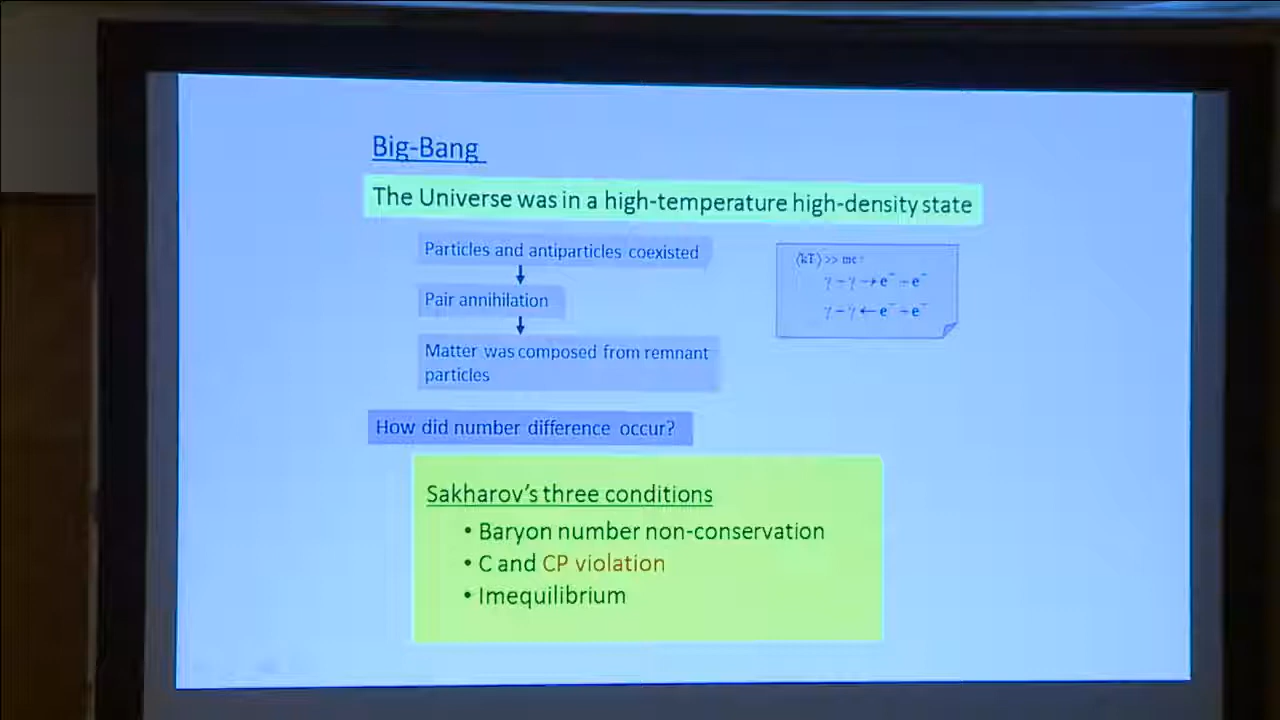 Big-Bang
The Universe was in a high-temperature high-density state
Particles and antiparticles coexisted
Pair annihilation
Matter was composed from remnant
particles
⟨kT⟩ >> mc²
γ − γ → e⁻ − e⁻
γ − γ ← e⁻ − e⁻
How did number difference occur?
Sakharov's three conditions
• Baryon number non-conservation
• C and CP violation
• Imequilibrium